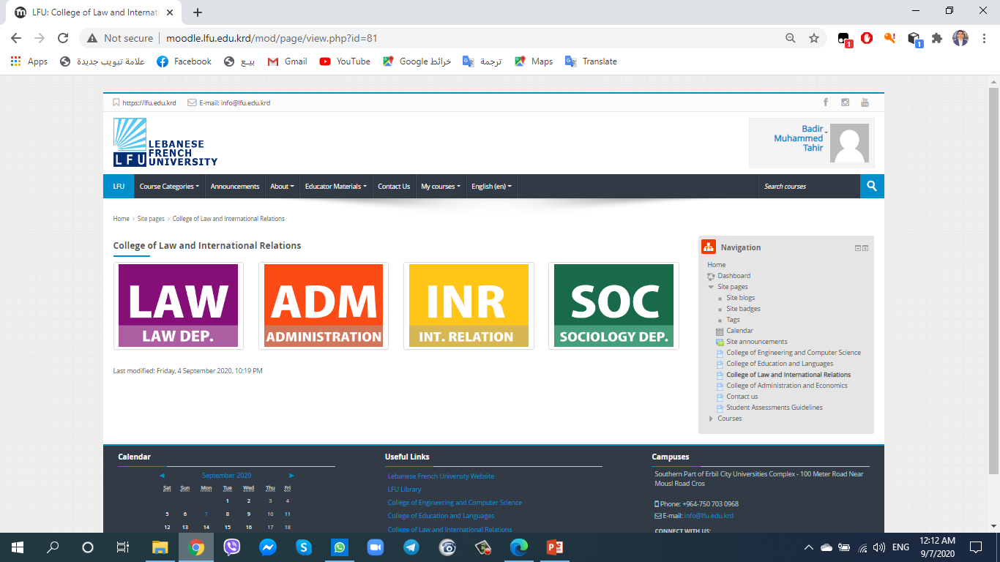 LFU: College of Law and Internati
Not secure
moodle.lfu.edu.krd/mod/page/view.php?id=81
1
1
Apps
علامة تبويب جديدة
Facebook
بيع
Gmail
YouTube
خرائط Google
ترجمة
Maps
Translate
https://lfu.edu.krd
E-mail: info@lfu.edu.krd
LFU
LEBANESE
FRENCH
UNIVERSITY
Badir
Muhammed
Tahir
LFU Course Categories Announcements About Educator Materials Contact Us My courses English (en) Search courses
Home > Site pages > College of Law and International Relations
College of Law and International Relations
LAW
LAW DEP.
ADM
ADMINISTRATION
INR
INT. RELATION
SOC
SOCIOLOGY DEP.
Last modified: Friday, 4 September 2020, 10:19 PM
Navigation
Home
Dashboard
Site pages
Site blogs
Site badges
Tags
Calendar
Site announcements
College of Engineering and Computer Science
College of Education and Languages
College of Law and International Relations
College of Administration and Economics
Contact us
Student Assessments Guidelines
Courses
Calendar
September 2020
Sat Sun Mon Tue Wed Thu Fri
1 2 3 4
5 6 7 8 9 10 11
12 13 14 15 16 17 18
Useful Links
Lebanese French University Website
LFU Library
College of Engineering and Computer Science
College of Education and Languages
College of Law and International Relations
Campuses
Southern Part of Erbil City Universities Complex - 100 Meter Road Near
Mousl Road Cros
Phone: +964-750 703 0968
E-mail: info@lfu.edu.krd
CONNECT WITH US:
ENG
12:12 AM
9/7/2020